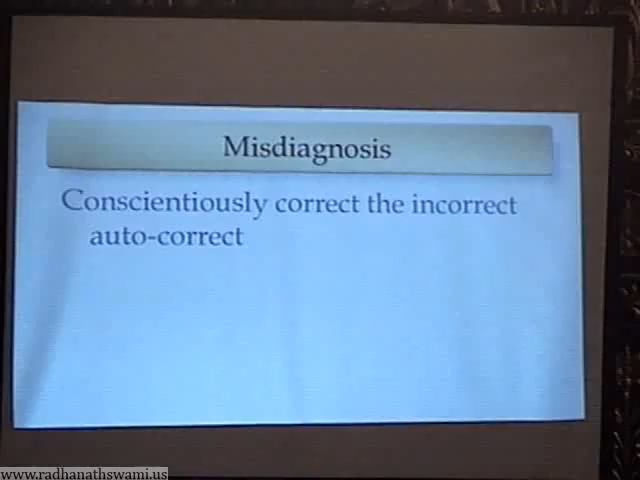 Misdiagnosis
Conscientiously correct the incorrect
auto-correct
www.radhanathswami.us